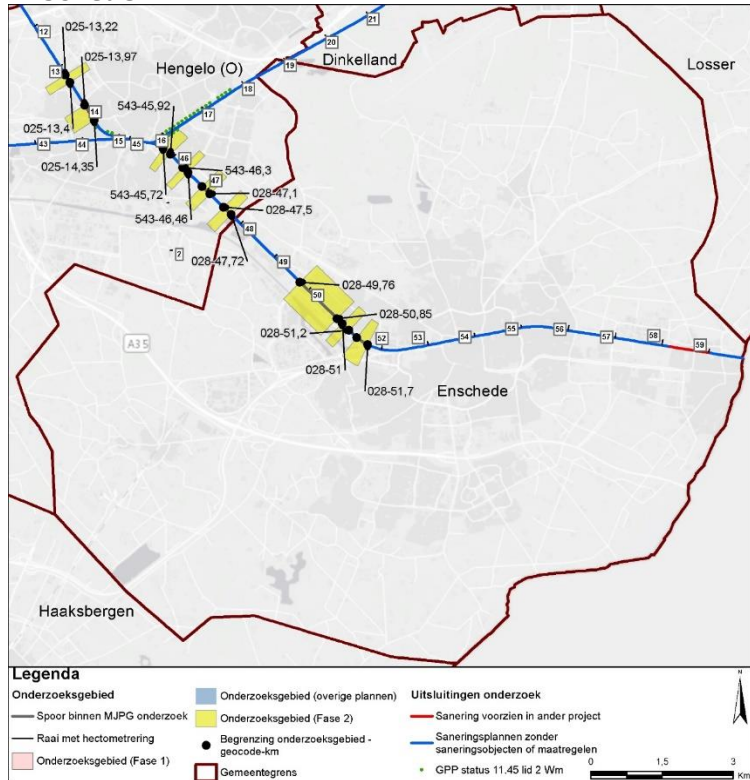 12
21
025-13,22
20
025-13,97
Dinkelland
19
Losser
13
Hengelo (O)
18
543-45,92
17
14
025-13,4
15
45
16
43
44
46
543-46,3
025-14,35
47
028-47,1
543-45,72
028-47,5
543-46,46
48
028-47,72
49
028-49,76
50
028-50,85
028-51,2
52
53
54
55
56
57
58
59
A35
028-51
Enschede
028-51,7
Haaksbergen
Legenda
Onderzoeksgebied
Spoor binnen MJPG onderzoek
Raai met hectometrering
Onderzoeksgebied (Fase 1)
Onderzoeksgebied (overige plannen)
Onderzoeksgebied (Fase 2)
Begrenzing onderzoeksgebied -
geocode-km
Gemeentegrens
Uitsluitingen onderzoek
Sanering voorzien in ander project
Saneringsplannen zonder
saneringsobjecten of maatregelen
GPP status 11.45 lid 2 Wm
0 1,5 3
Km